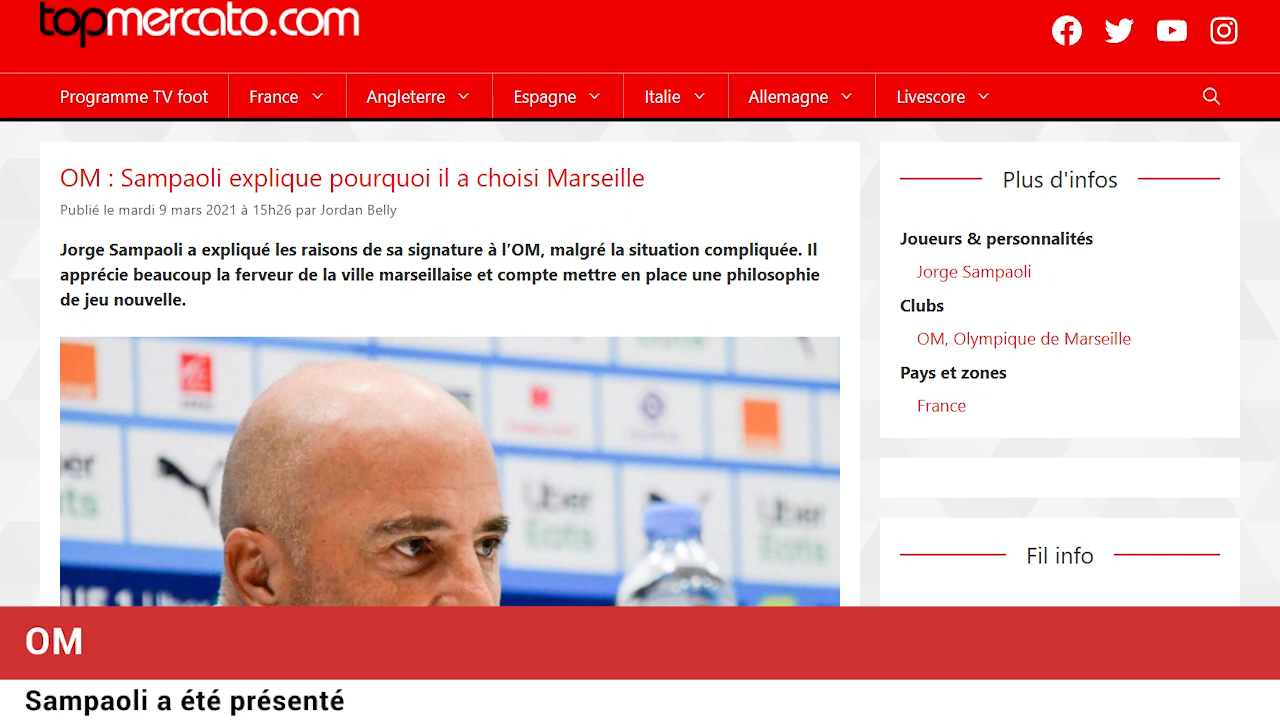 topmercato.com
Programme TV foot France Angleterre Espagne Italie Allemagne Livescore
OM : Sampaoli explique pourquoi il a choisi Marseille
Publié le mardi 9 mars 2021 à 15h26 par Jordan Belly
Jorge Sampaoli a expliqué les raisons de sa signature à l’OM, malgré la situation compliquée. Il
apprécie beaucoup la ferveur de la ville marseillaise et compte mettre en place une philosophie
de jeu nouvelle.
Uber
Eats
Uber
Eats
Plus d'infos
Joueurs & personnalités
Jorge Sampaoli
Clubs
OM, Olympique de Marseille
Pays et zones
France
Fil info
OM
Sampaoli a été présenté